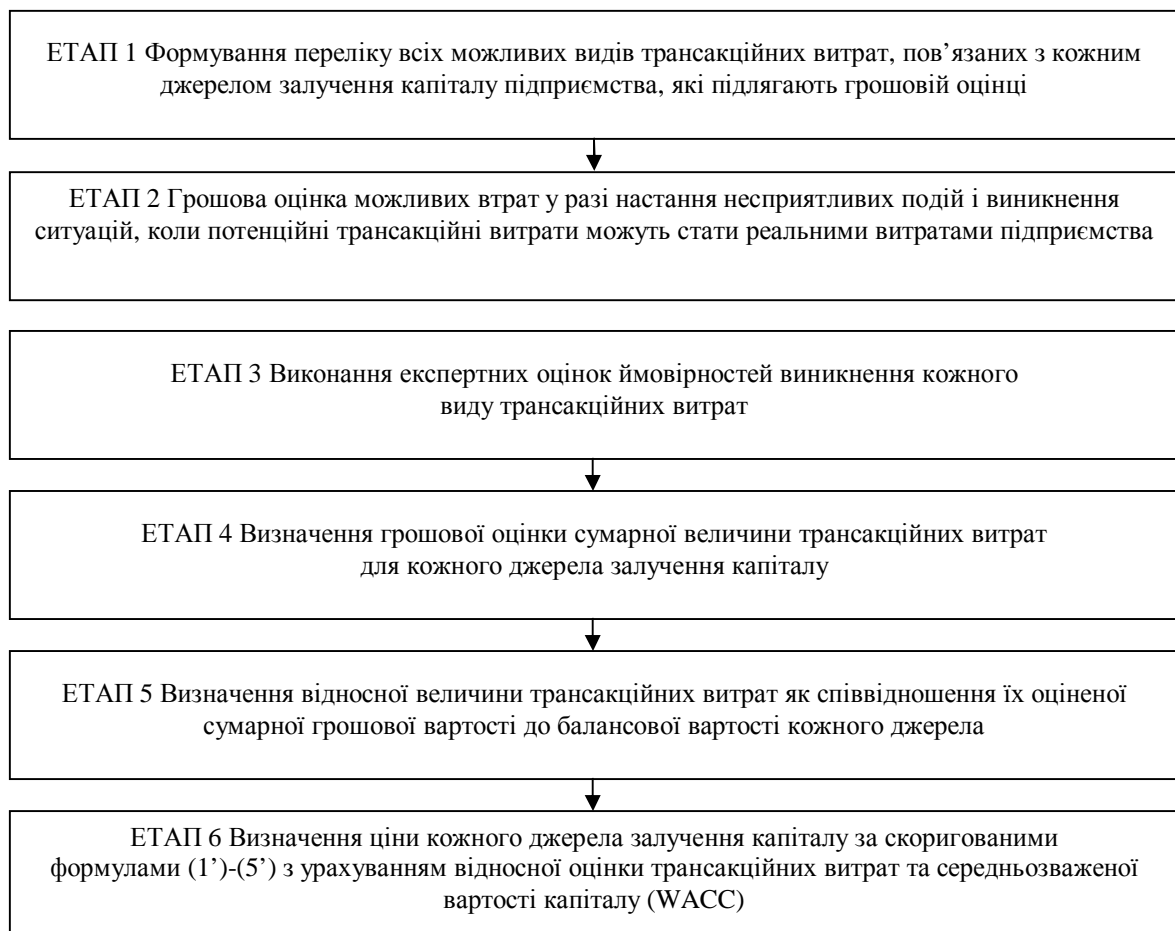 ЕТАП 1 Формування переліку всіх можливих видів трансакційних витрат, пов’язаних з кожним
джерелом залучення капіталу підприємства, які підлягають грошовій оцінці
ЕТАП 2 Грошова оцінка можливих втрат у разі настання несприятливих подій і виникнення
ситуацій, коли потенційні трансакційні витрати можуть стати реальними витратами підприємства
ЕТАП 3 Виконання експертних оцінок ймовірностей виникнення кожного
виду трансакційних витрат
ЕТАП 4 Визначення грошової оцінки сумарної величини трансакційних витрат
для кожного джерела залучення капіталу
ЕТАП 5 Визначення відносної величини трансакційних витрат як співвідношення їх оціненої
сумарної грошової вартості до балансової вартості кожного джерела
ЕТАП 6 Визначення ціни кожного джерела залучення капіталу за скоригованими
формулами (1’)-(5’) з урахуванням відносної оцінки трансакційних витрат та середньозваженої
вартості капіталу (WACC)